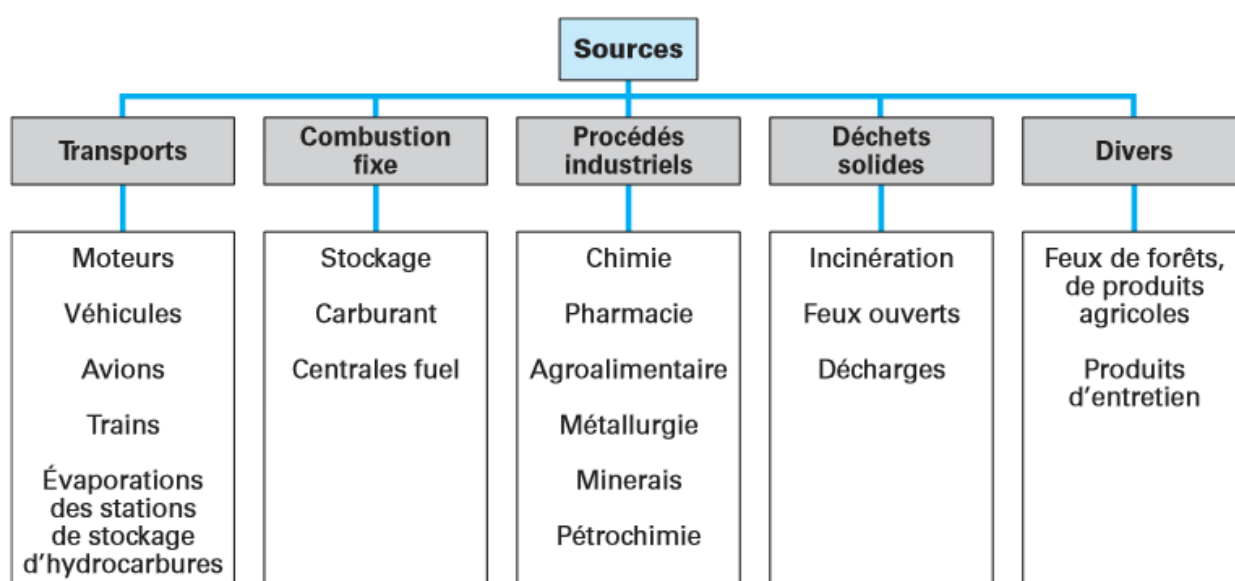 Sources
Transports
Combustion
fixe
Procédés
industriels
Déchets
solides
Divers
Moteurs
Véhicules
Avions
Trains
Évaporations
des stations
de stockage
d'hydrocarbures
Stockage
Carburant
Centrales fuel
Chimie
Pharmacie
Agroalimentaire
Métallurgie
Minerais
Pétrochimie
Incinération
Feux ouverts
Décharges
Feux de forêts,
de produits
agricoles
Produits
d'entretien